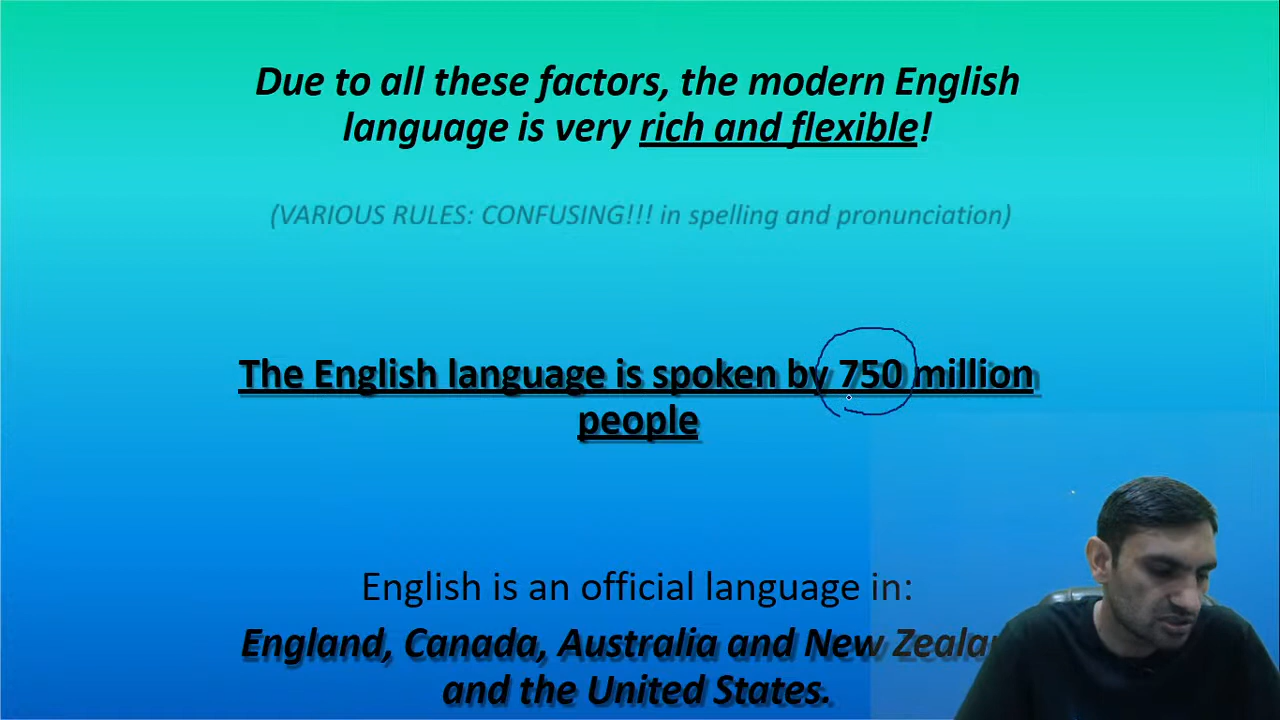 Due to all these factors, the modern English
language is very rich and flexible!
(VARIOUS RULES: CONFUSING!!! in spelling and pronunciation)
The English language is spoken by 750 million
people
English is an official language in:
England, Canada, Australia and New
and the United States.